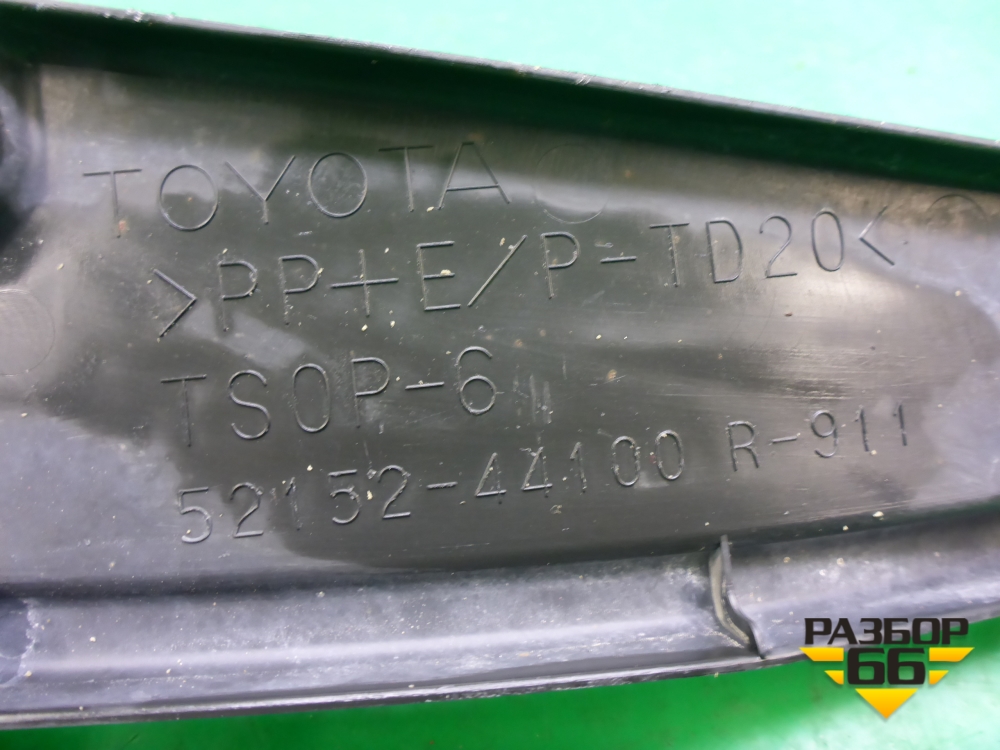 TOYOTA
>PP+E/P-TD20<
TSOP-6
52152-44100 R-911
РАЗБОР
66